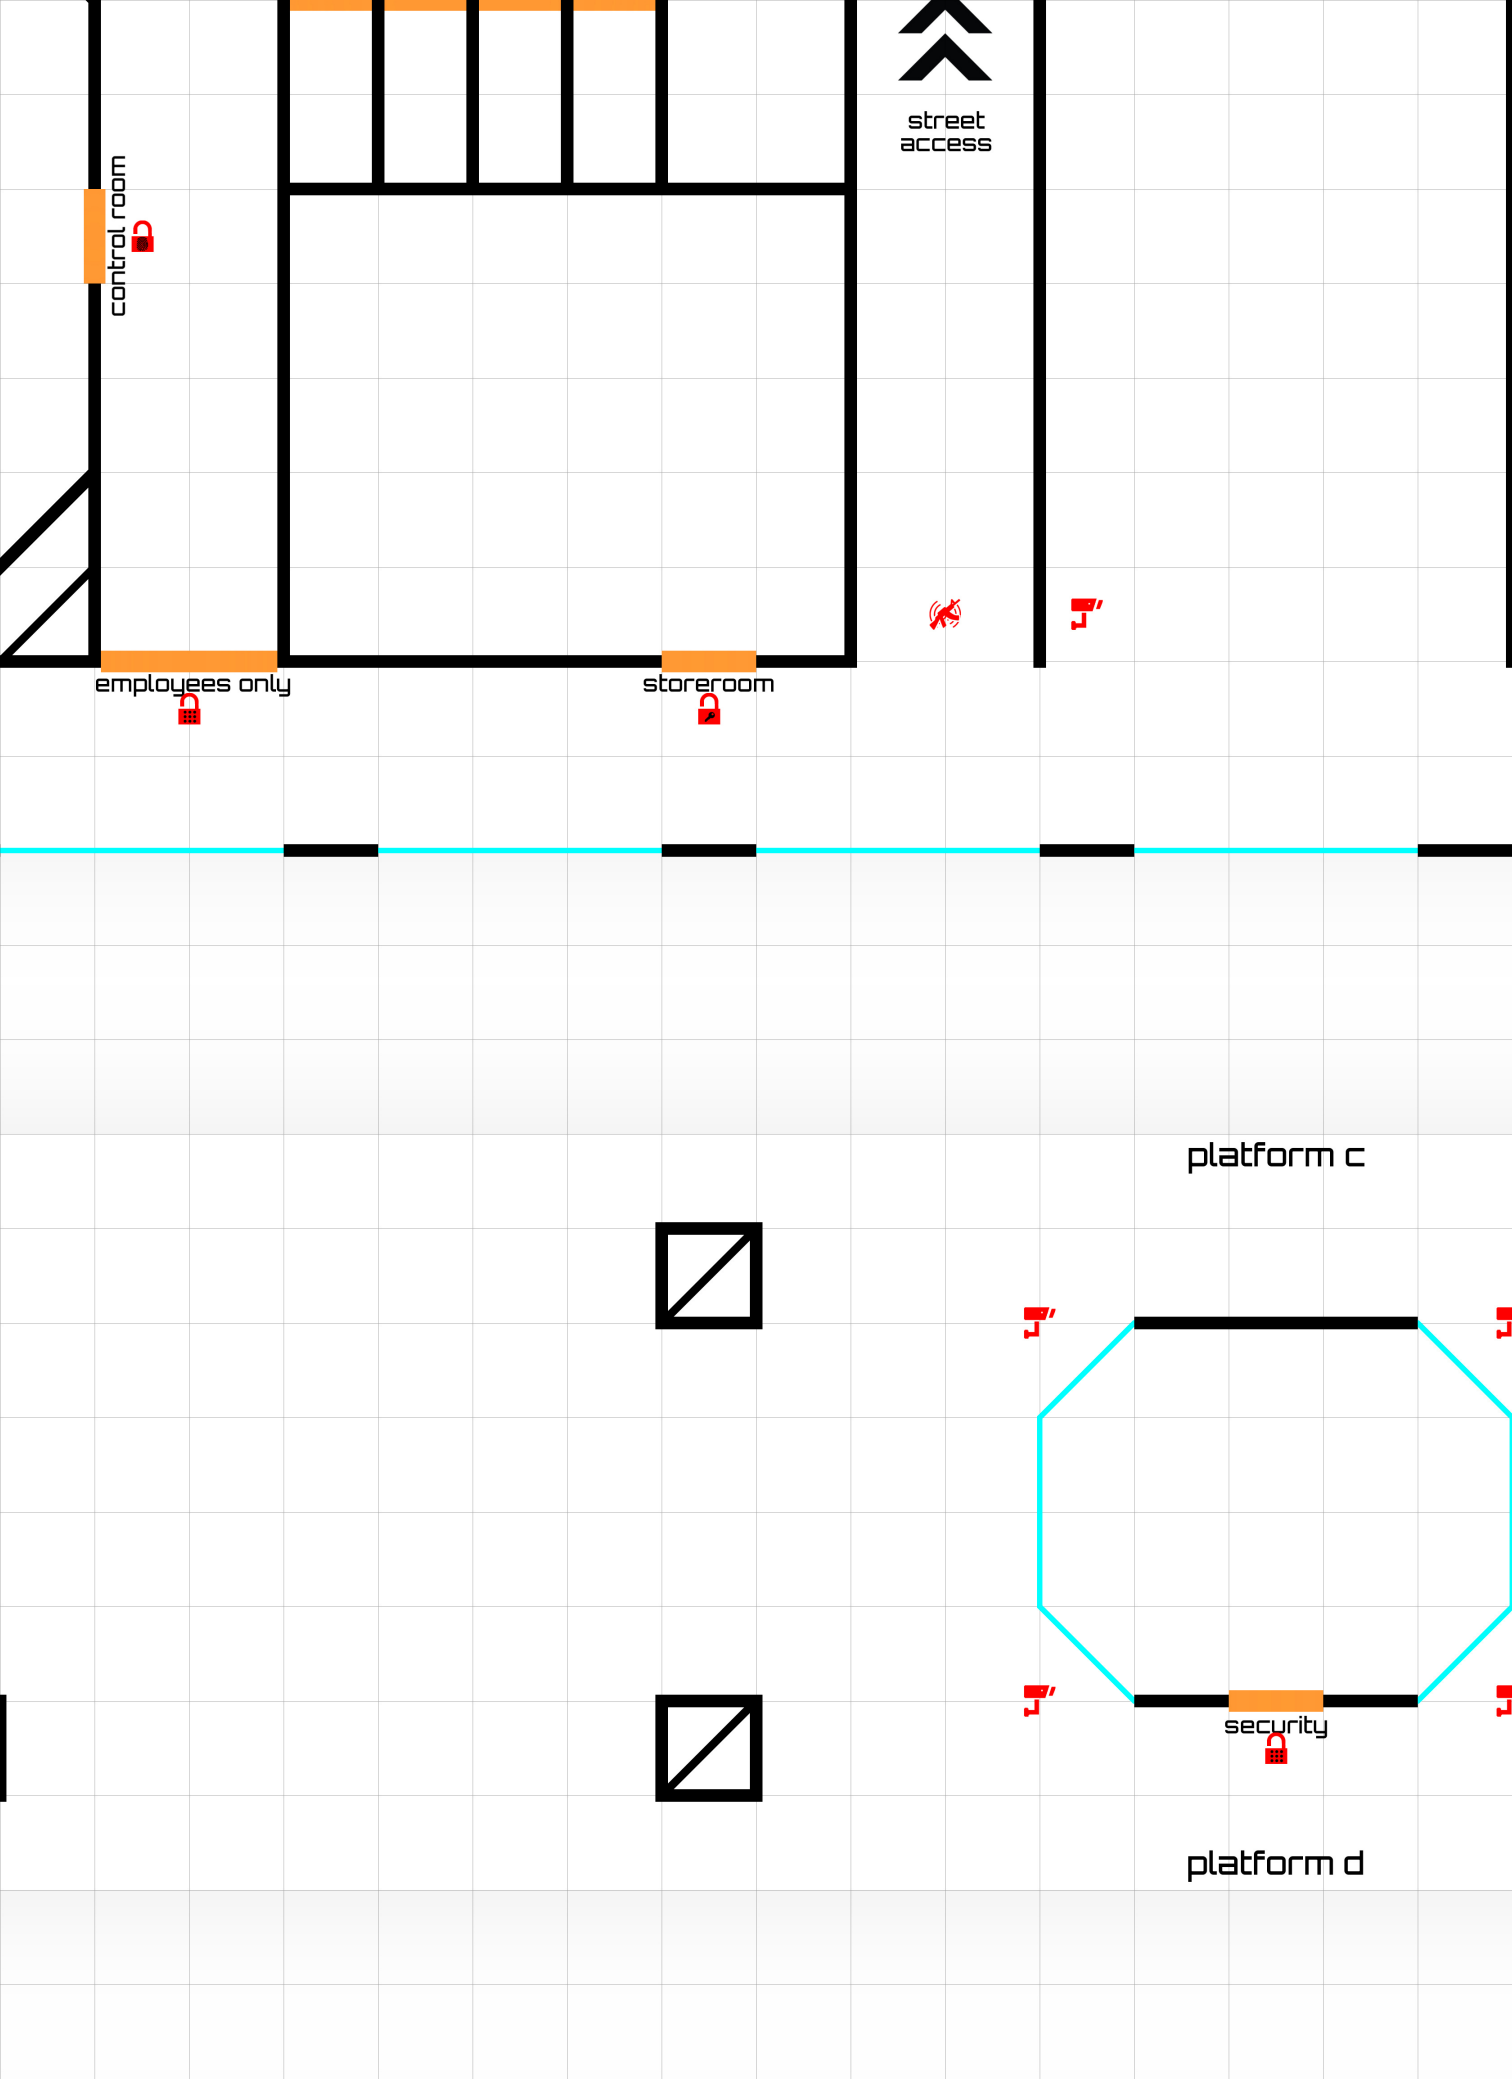 street
access
control room
employees only
storeroom
platform c
security
platform d